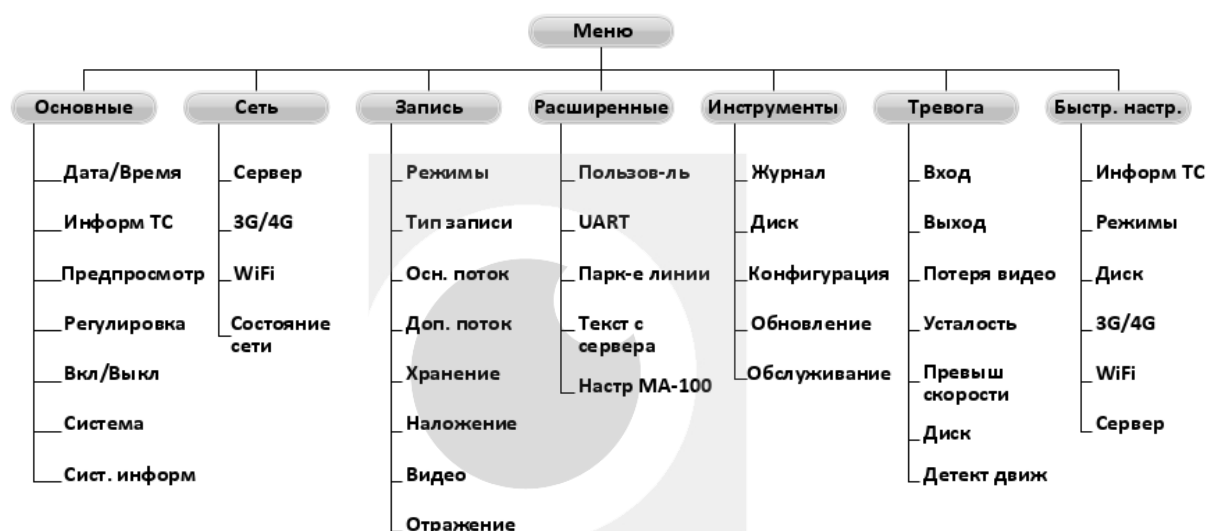 Меню
Основные
Сеть
Запись
Расширенные
Инструменты
Тревога
Быстр. настр.
Дата/Время
Информ ТС
Предпросмотр
Регулировка
Вкл/Выкл
Система
Сист. информ
Сервер
3G/4G
WiFi
Состояние
сети
Режимы
Тип записи
Осн. поток
Доп. поток
Хранение
Наложение
Видео
Отражение
Пользов-ль
UART
Парк-е линии
Текст с
сервера
Настр МА-100
Журнал
Диск
Конфигурация
Обновление
Обслуживание
Вход
Выход
Потеря видео
Усталость
Превыш
скорости
Диск
Детект движ
Информ ТС
Режимы
Диск
3G/4G
WiFi
Сервер